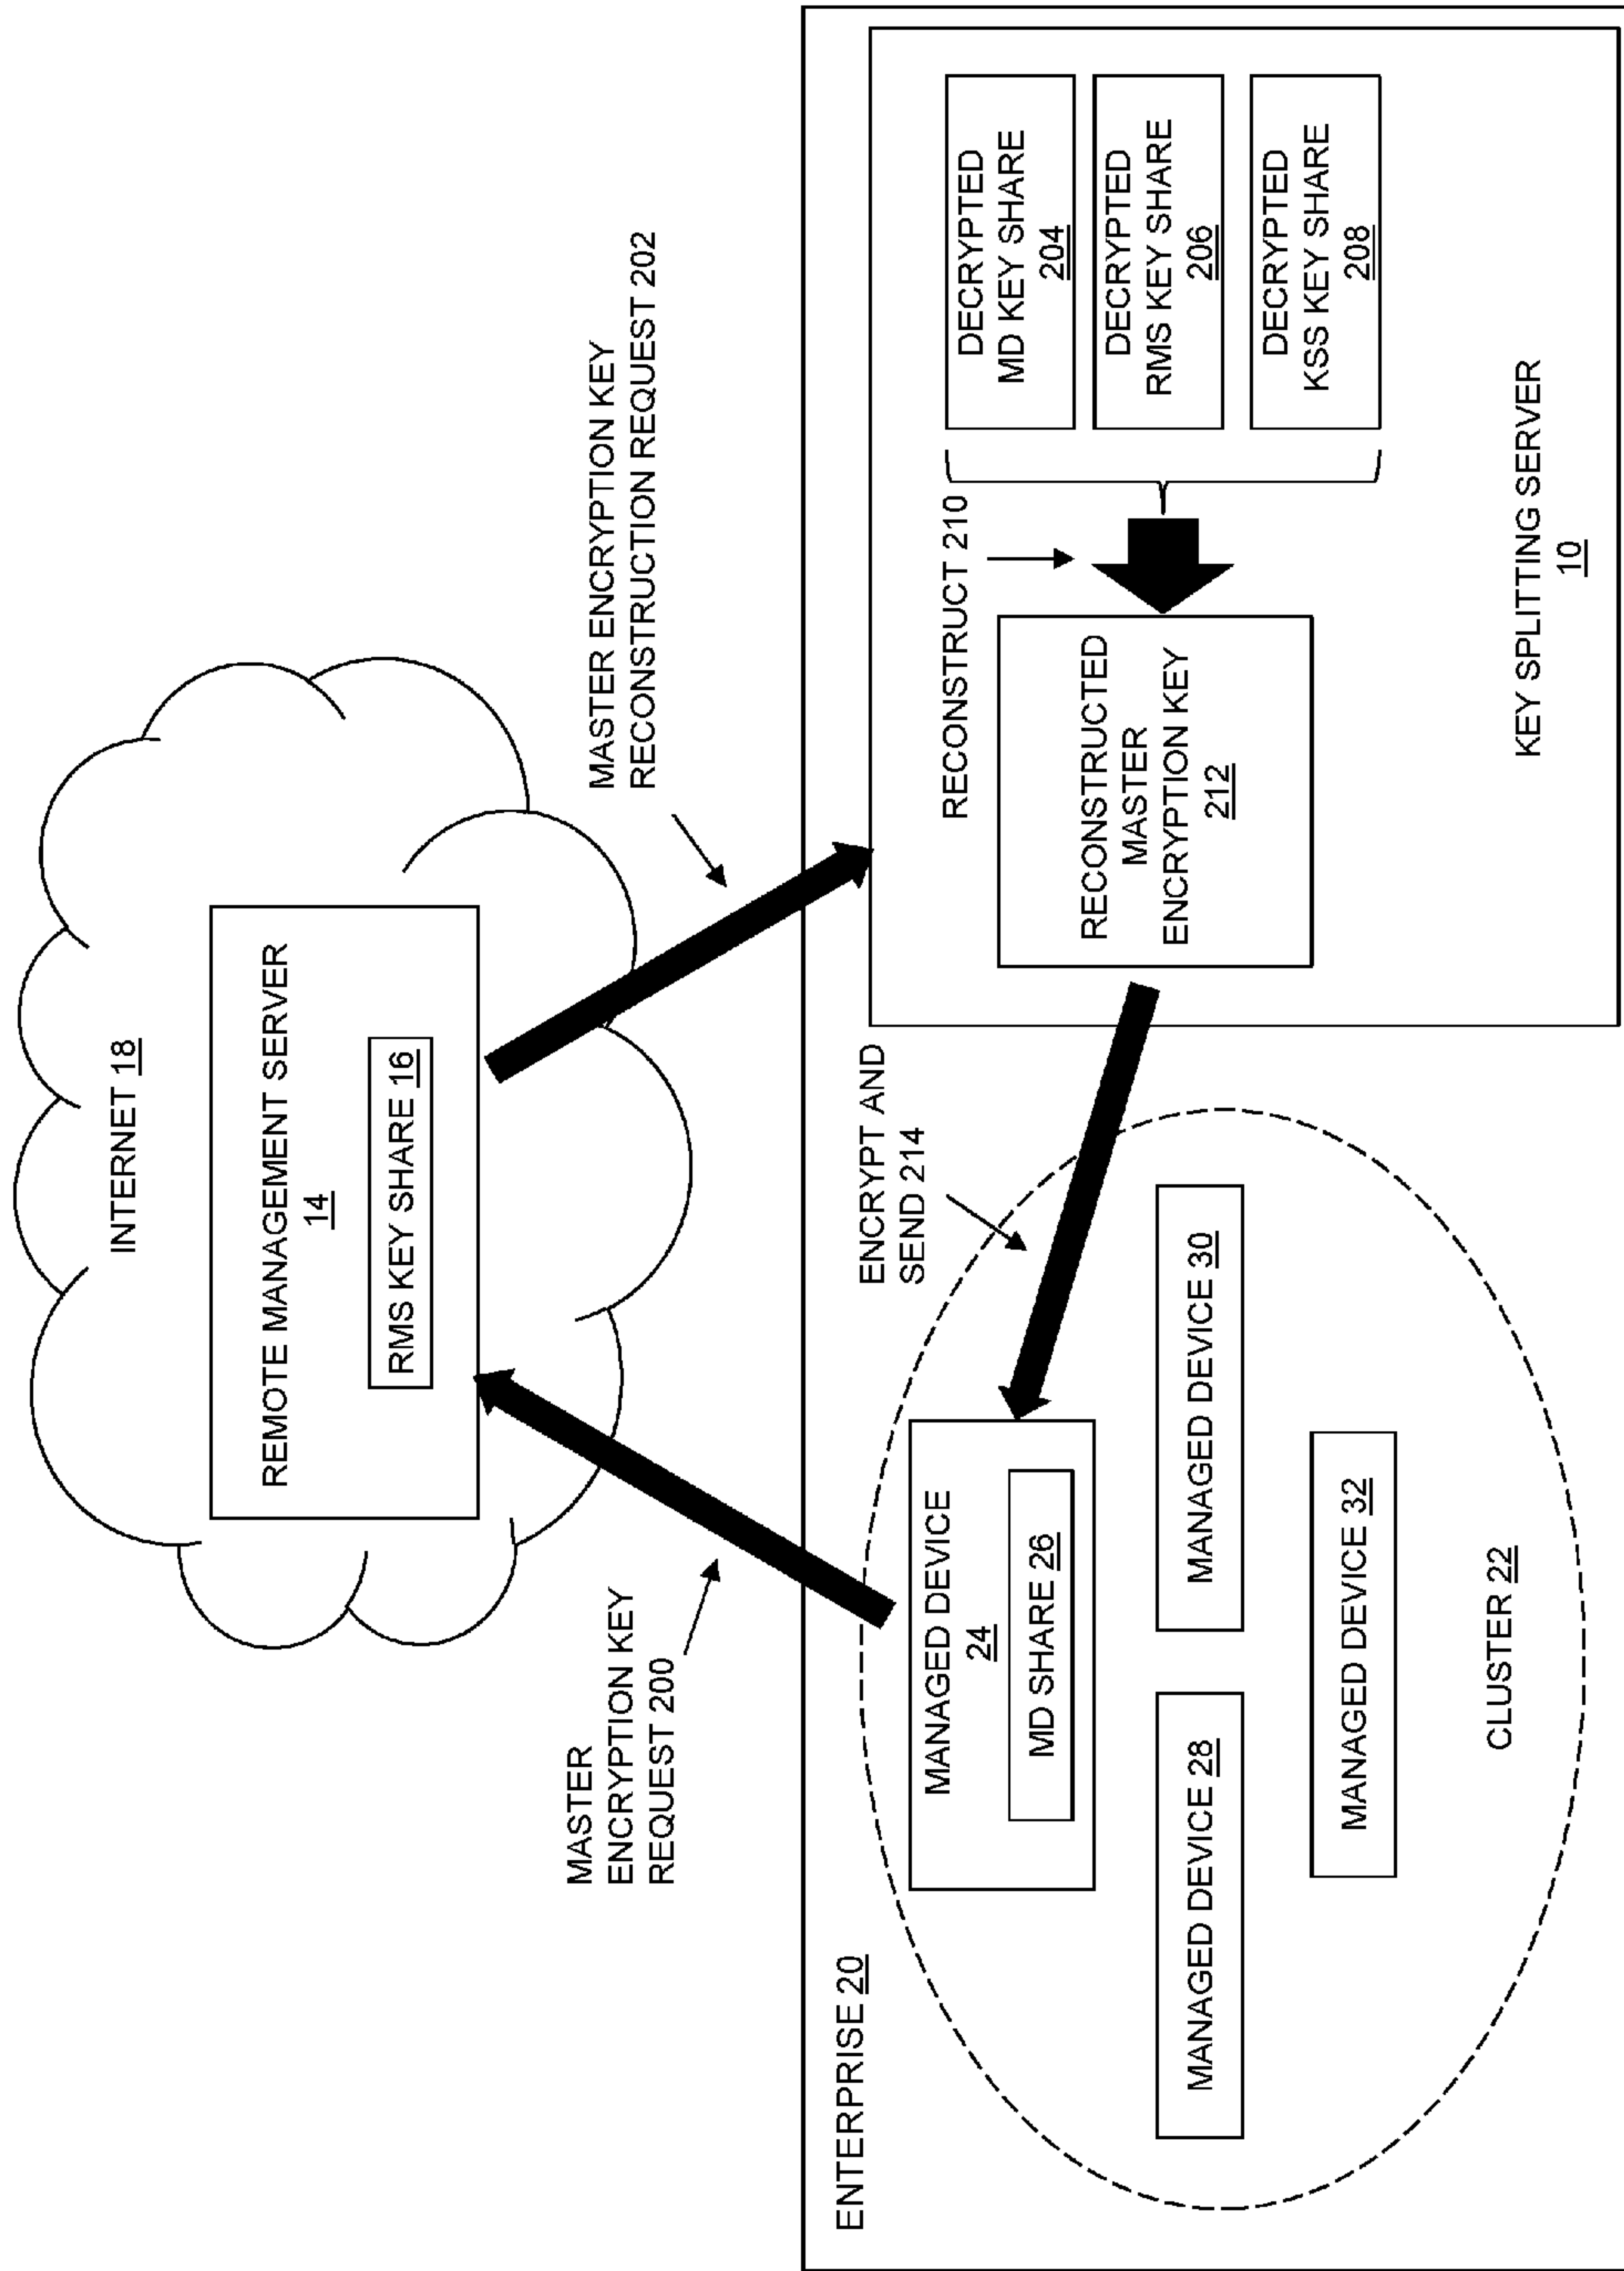 INTERNET 18
REMOTE MANAGEMENT SERVER
14
RMS KEY SHARE 16
MASTER
ENCRYPTION KEY
REQUEST 200
MASTER ENCRYPTION KEY
RECONSTRUCTION REQUEST 202
ENTERPRISE 20
MANAGED DEVICE
24
MD SHARE 26
MANAGED DEVICE 28
MANAGED DEVICE 30
MANAGED DEVICE 32
CLUSTER 22
ENCRYPT AND
SEND 214
RECONSTRUCT 210
RECONSTRUCTED
MASTER
ENCRYPTION KEY
212
DECRYPTED
MD KEY SHARE
204
DECRYPTED
RMS KEY SHARE
206
DECRYPTED
KSS KEY SHARE
208
KEY SPLITTING SERVER
10